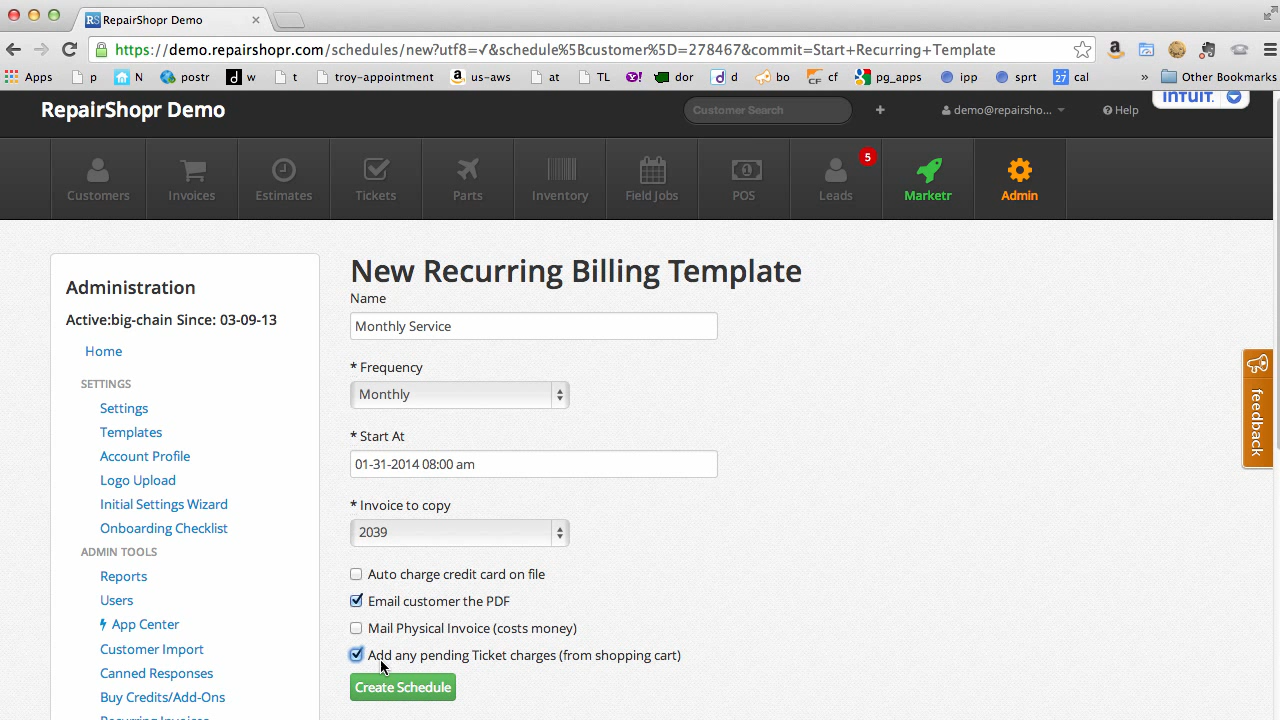 RS RepairShopr Demo
https://demo.repairshopr.com/schedules/new?utf8=✓&schedule%5Bcustomer%5D=278467&commit=Start+Recurring+Template
Apps p N postr d w t troy-appointment us-aws at TL Y! dor d d bo CF cf pg_apps ipp sprt 27 cal » Other Bookmarks
RepairShopr Demo Customer Search + demo@repairsho... Help intuit.
Customers Invoices Estimates Tickets Parts Inventory Field Jobs POS Leads 5 Marketr Admin
Administration
Active:big-chain Since: 03-09-13
Home
SETTINGS
Settings
Templates
Account Profile
Logo Upload
Initial Settings Wizard
Onboarding Checklist
ADMIN TOOLS
Reports
Users
App Center
Customer Import
Canned Responses
Buy Credits/Add-Ons
Recurring Invoices
New Recurring Billing Template
Name
Monthly Service
* Frequency
Monthly
* Start At
01-31-2014 08:00 am
* Invoice to copy
2039
Auto charge credit card on file
Email customer the PDF
Mail Physical Invoice (costs money)
Add any pending Ticket charges (from shopping cart)
Create Schedule
feedback